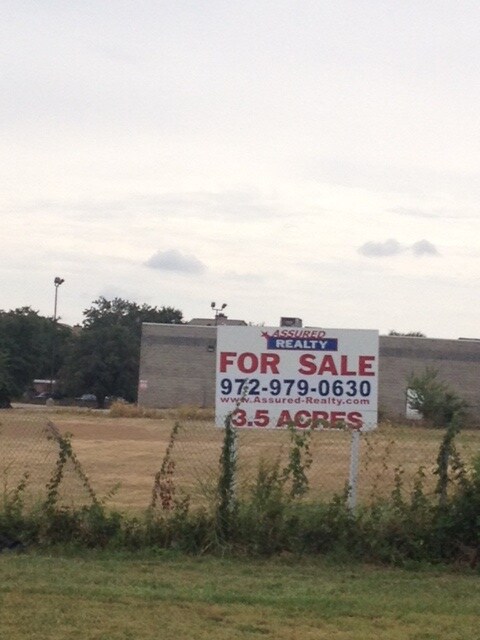 ASSURED
REALTY
FOR SALE
972-979-0630
www.Assured-Realty.com
3.5 ACRES